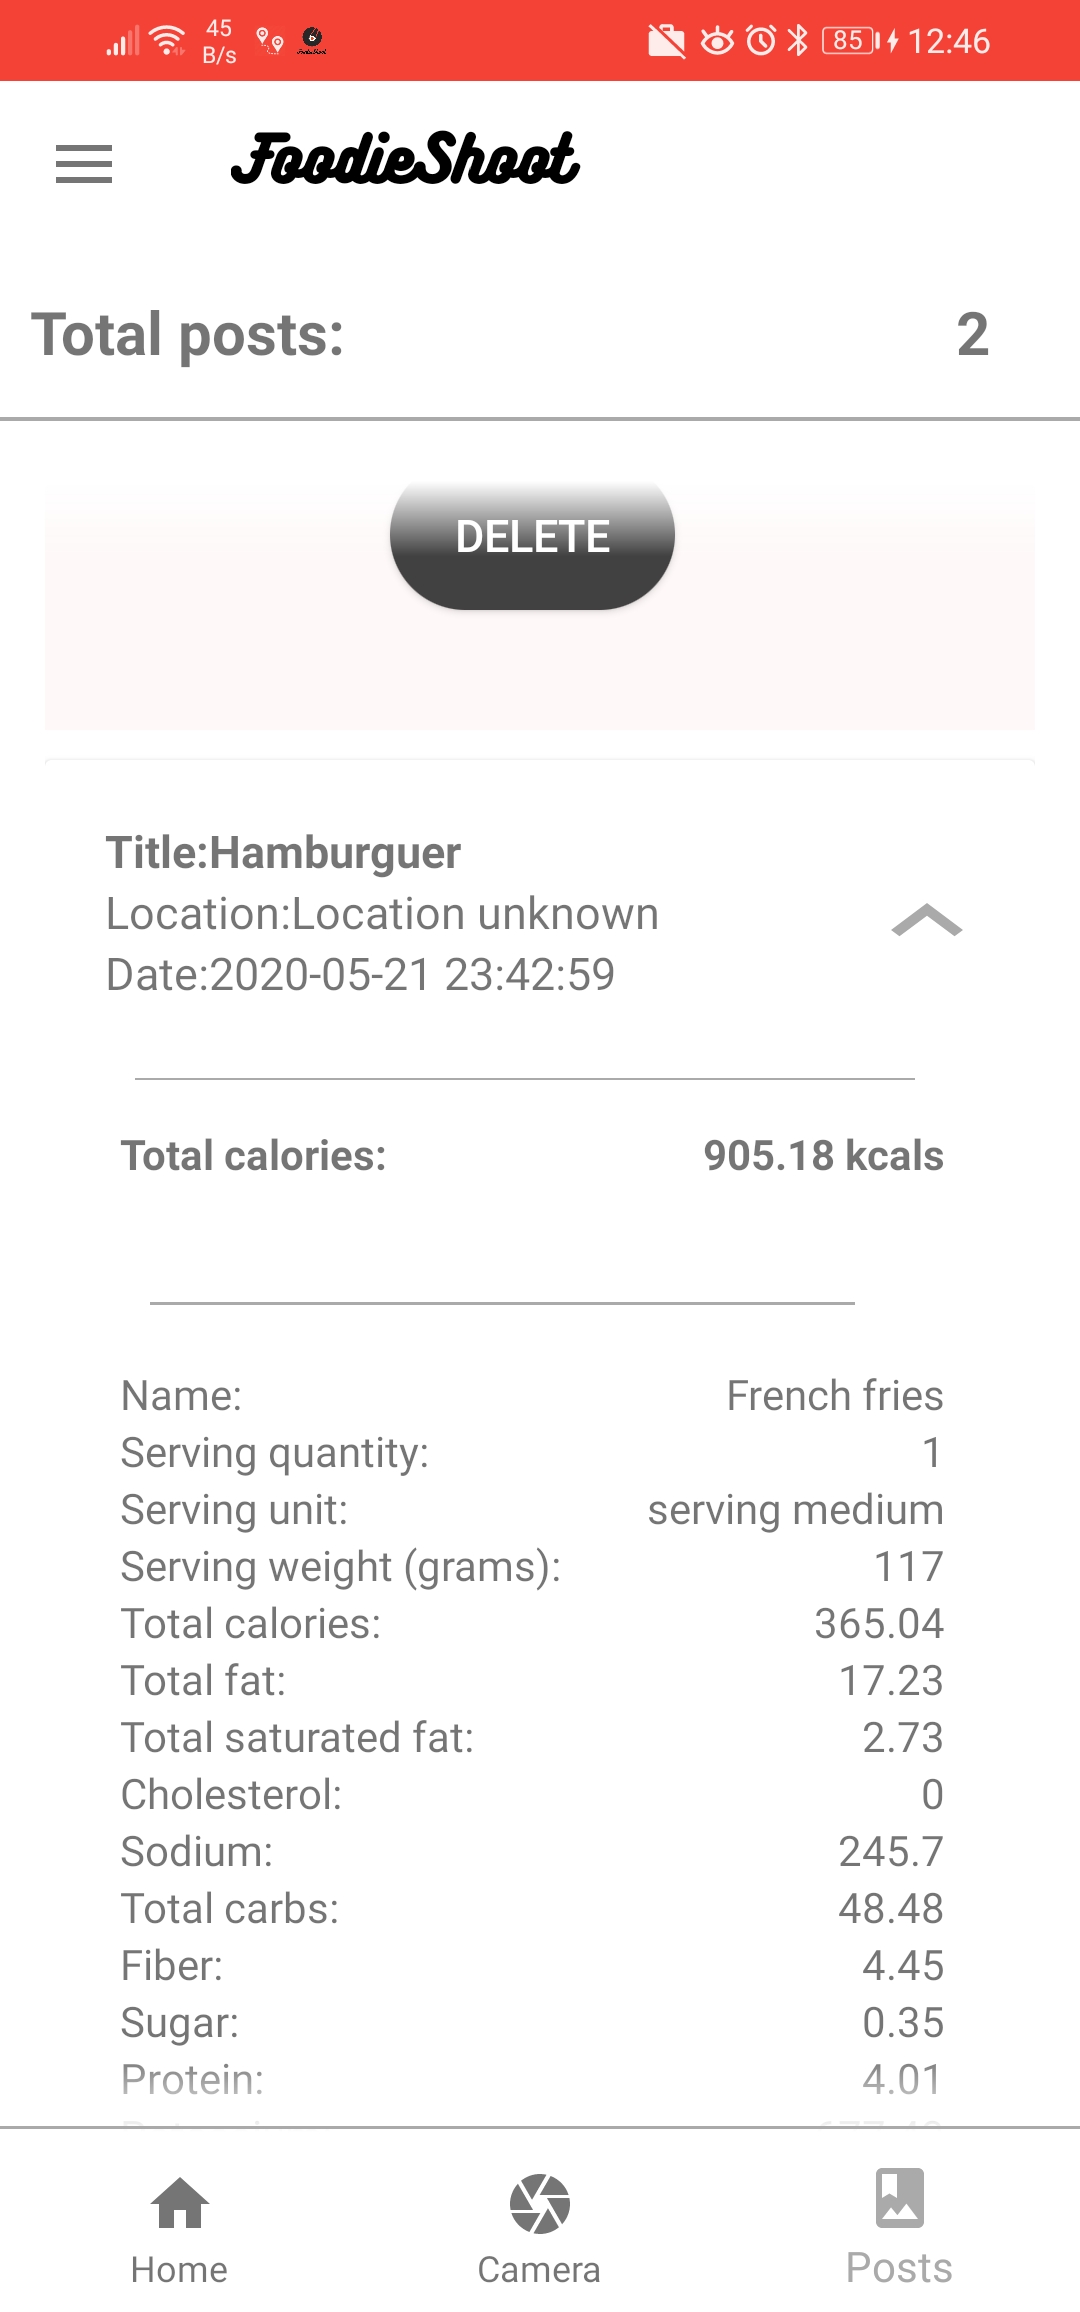 45
B/s
85
12:46
FoodieShoot
Total posts: 2
DELETE
Title:Hamburguer
Location:Location unknown
Date:2020-05-21 23:42:59
Total calories: 905.18 kcals
Name: French fries
Serving quantity: 1
Serving unit: serving medium
Serving weight (grams): 117
Total calories: 365.04
Total fat: 17.23
Total saturated fat: 2.73
Cholesterol: 0
Sodium: 245.7
Total carbs: 48.48
Fiber: 4.45
Sugar: 0.35
Protein: 4.01
Home
Camera
Posts